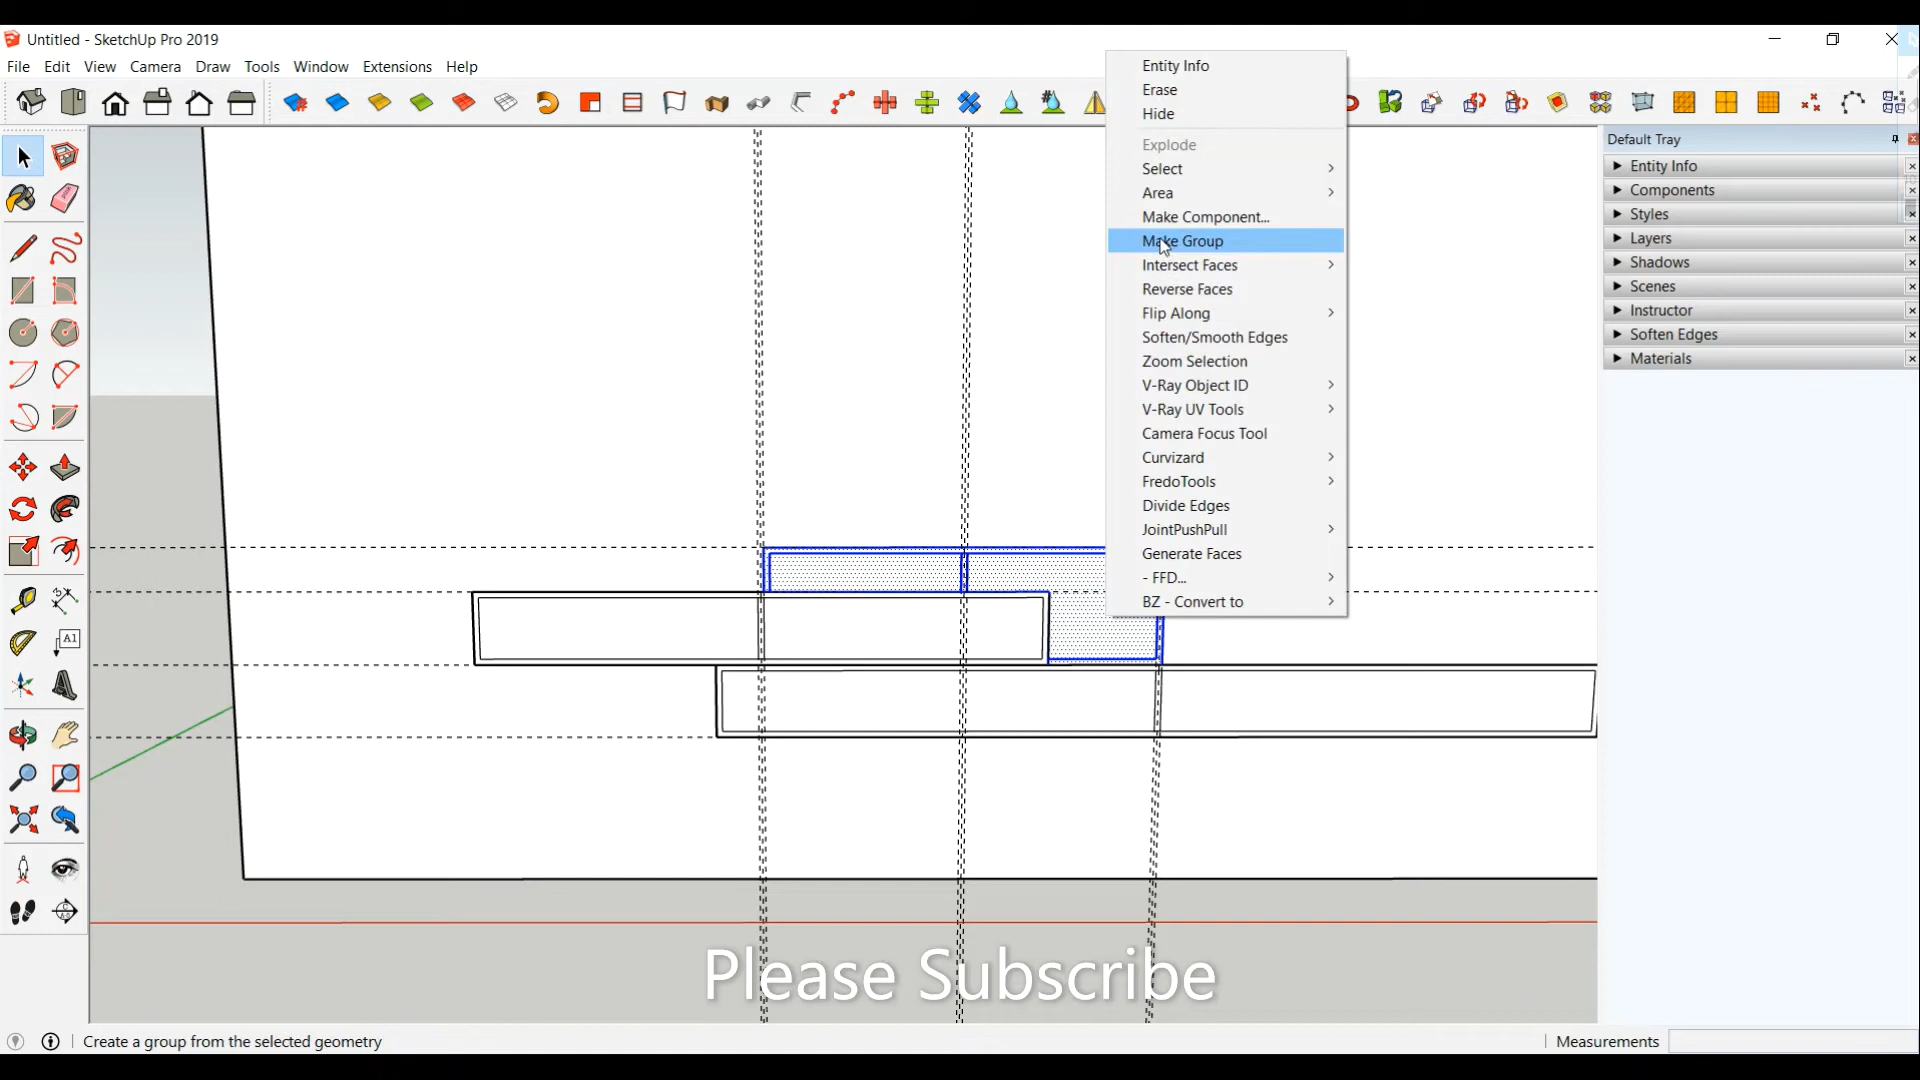 Untitled - SketchUp Pro 2019
File Edit View Camera Draw Tools Window Extensions Help
Entity Info
Erase
Hide
Explode
Select
Area
Make Component...
Make Group
Intersect Faces
Reverse Faces
Flip Along
Soften/Smooth Edges
Zoom Selection
V-Ray Object ID
V-Ray UV Tools
Camera Focus Tool
Curvizard
FredoTools
Divide Edges
JointPushPull
Generate Faces
- FFD...
BZ - Convert to
Default Tray
Entity Info
Components
Styles
Layers
Shadows
Scenes
Instructor
Soften Edges
Materials
A1
Please Subscribe
Create a group from the selected geometry
Measurements